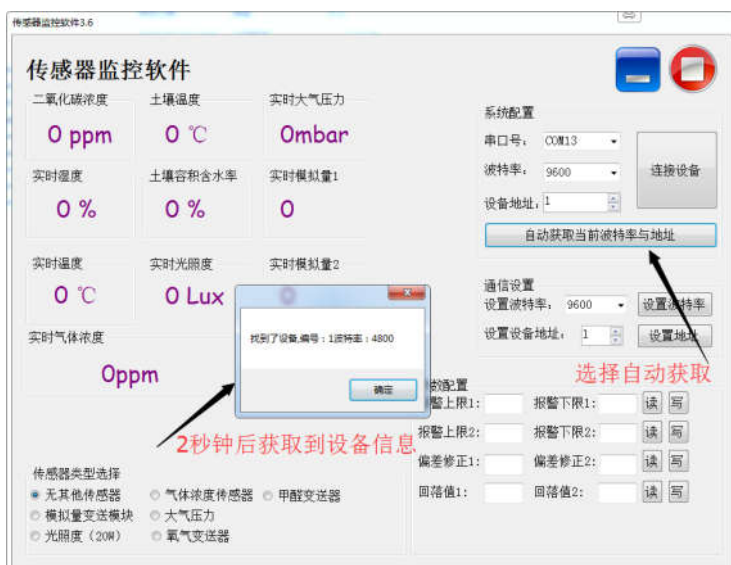 传感器监控软件3.6
传感器监控软件
二氧化碳浓度
土壤温度
实时大气压力
0 ppm
0 ℃
0mbar
实时湿度
土壤容积含水率
实时模拟量1
0 %
0 %
0
实时温度
实时光照度
实时模拟量2
0 ℃
0 Lux
0
实时气体浓度
0ppm
找到了设备,编号：1波特率：4800
确定
2秒钟后获取到设备信息
传感器类型选择
无其他传感器
气体浓度传感器
甲醛变送器
模拟量变送模块
大气压力
光照度（20W）
氧气变送器
系统配置
串口号：
COM13
波特率：
9600
设备地址：
1
连接设备
自动获取当前波特率与地址
通信设置
设置波特率：
9600
设置波特率
设置设备地址：
1
设置地址
选择自动获取
数配置
警上限1:
报警下限1:
读
写
报警上限2:
报警下限2:
读
写
偏差修正1:
偏差修正2:
读
写
回落值1:
回落值2:
读
写